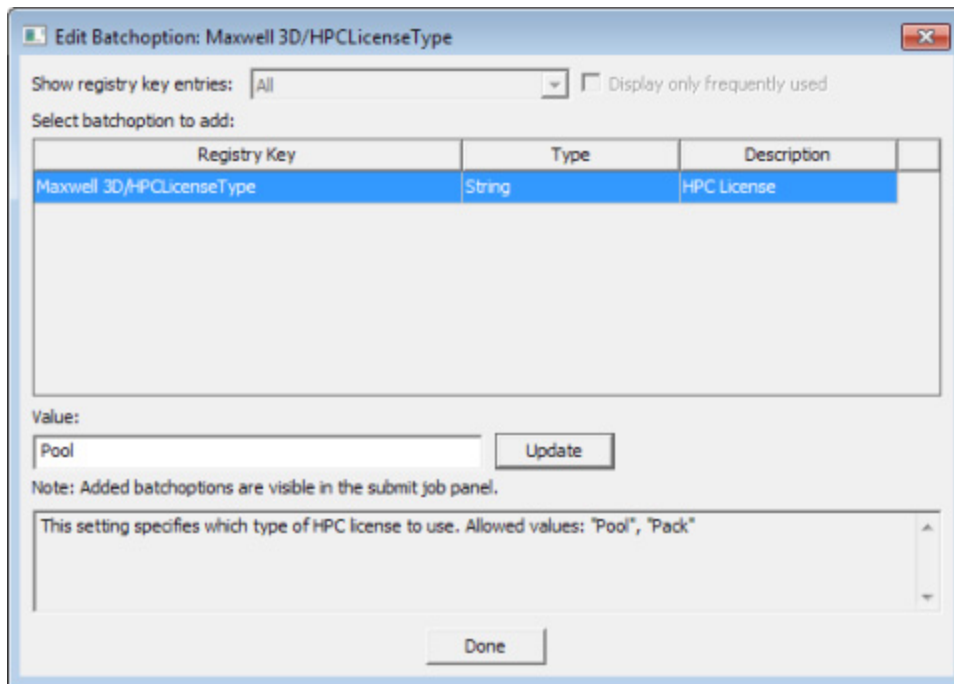 Edit Batchoption: Maxwell 3D/HPCLicenseType
Show registry key entries: All Display only frequently used
Select batchoption to add:
Registry Key Type Description
Maxwell 3D/HPCLicenseType String HPC License
Value:
Pool Update
Note: Added batchoptions are visible in the submit job panel.
This setting specifies which type of HPC license to use. Allowed values: "Pool", "Pack"
Done